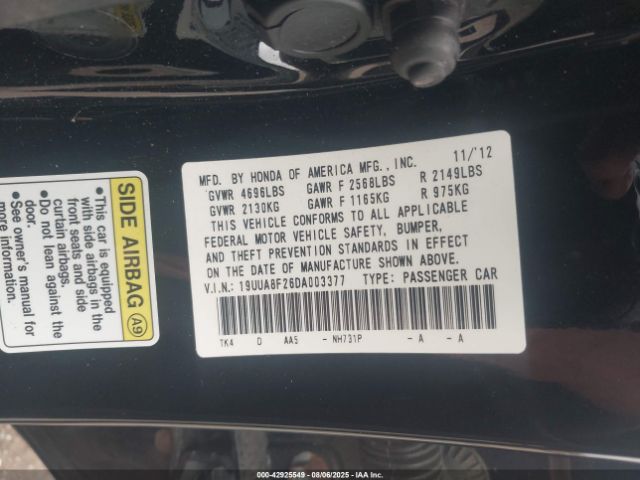 MFD. BY HONDA OF AMERICA MFG., INC. 11/'12
GVWR 4696LBS GAWR F 2568LBS R 2149LBS
GVWR 2130KG GAWR F 1165KG R 975KG
THIS VEHICLE CONFORMS TO ALL APPLICABLE
FEDERAL MOTOR VEHICLE SAFETY, BUMPER,
AND THEFT PREVENTION STANDARDS IN EFFECT
ON THE DATE OF MANUFACTURE SHOWN ABOVE.
V.I.N.: 19UUA8F26DA003377 TYPE: PASSENGER CAR
TK4 D AA5 - NH731P - A - A
SIDE AIRBAG A9
•This car is equipped
with side airbags in the
front seats and side
curtain airbags.
•Do not lean against the
door.
•See owner's manual for
more information.
000-42925549 - 08/06/2025 - IAA Inc.